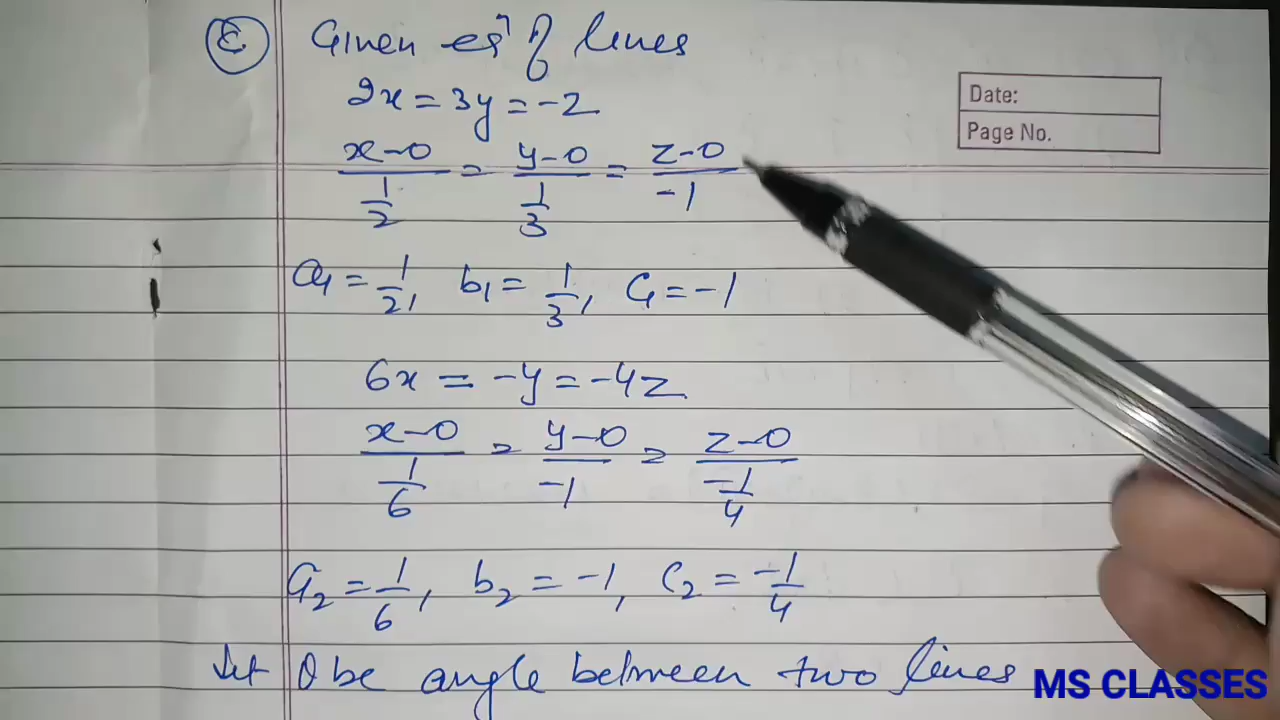 (E) Given eqⁿ of lines
2x = 3y = -z
Date:
Page No.
x-0/(1/2) = y-0/(1/3) = z-0/-1
a₁ = 1/2, b₁ = 1/3, C₁ = -1
6x = -y = -4z
x-0/(1/6) = y-0/-1 = z-0/(-1/4)
a₂ = 1/6, b₂ = -1, C₂ = -1/4
Let θ be angle between two lines
MS CLASSES